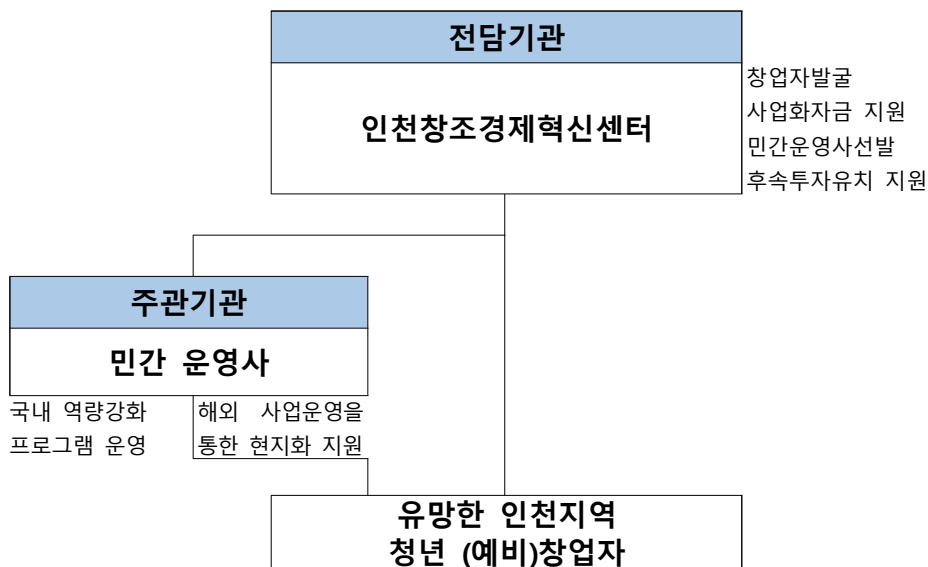 전담기관
인천창조경제혁신센터
창업자발굴
사업화자금 지원
민간운영사선발
후속투자유치 지원
주관기관
민간 운영사
국내 역량강화
프로그램 운영
해외 사업운영을
통한 현지화 지원
유망한 인천지역
청년 (예비)창업자